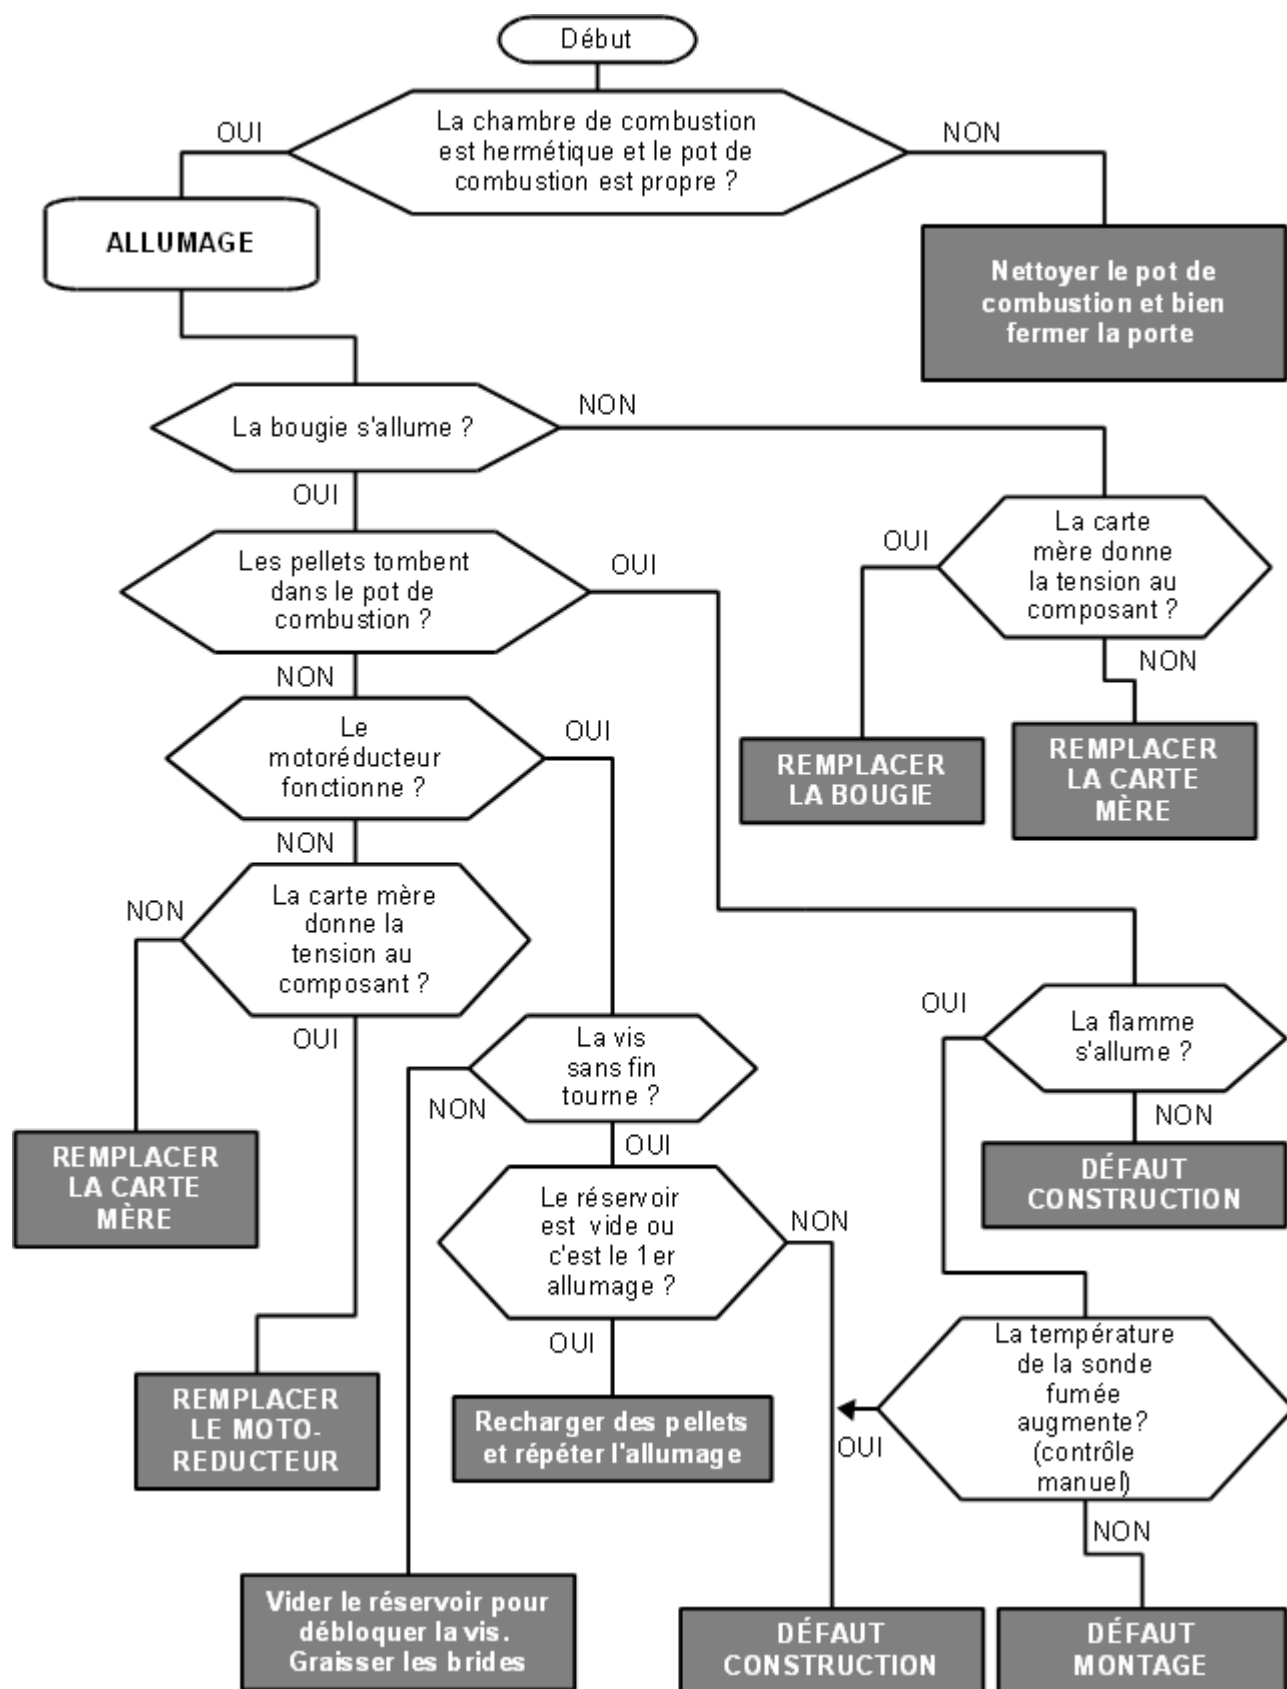 Début
La chambre de combustion
est hermétique et le pot de
combustion est propre ?
OUI
NON
ALLUMAGE
Nettoyer le pot de
combustion et bien
fermer la porte
La bougie s'allume ?
NON
OUI
La carte
mère donne
la tension au
composant ?
OUI
NON
Les pellets tombent
dans le pot de
combustion ?
OUI
NON
REMPLACER
LA BOUGIE
REMPLACER
LA CARTE
MÈRE
Le
motoréducteur
fonctionne ?
OUI
NON
La carte mère
donne la
tension au
composant ?
NON
OUI
La vis
sans fin
tourne ?
NON
OUI
La flamme
s'allume ?
OUI
NON
REMPLACER
LA CARTE
MÈRE
DÉFAUT
CONSTRUCTION
Le réservoir
est  vide ou
c'est le 1er
allumage ?
NON
OUI
La température
de la sonde
fumée
augmente?
(contrôle
manuel)
OUI
NON
REMPLACER
LE MOTO-
REDUCTEUR
Recharger des pellets
et répéter l'allumage
Vider le réservoir pour
débloquer la vis.
Graisser les brides
DÉFAUT
CONSTRUCTION
DÉFAUT
MONTAGE